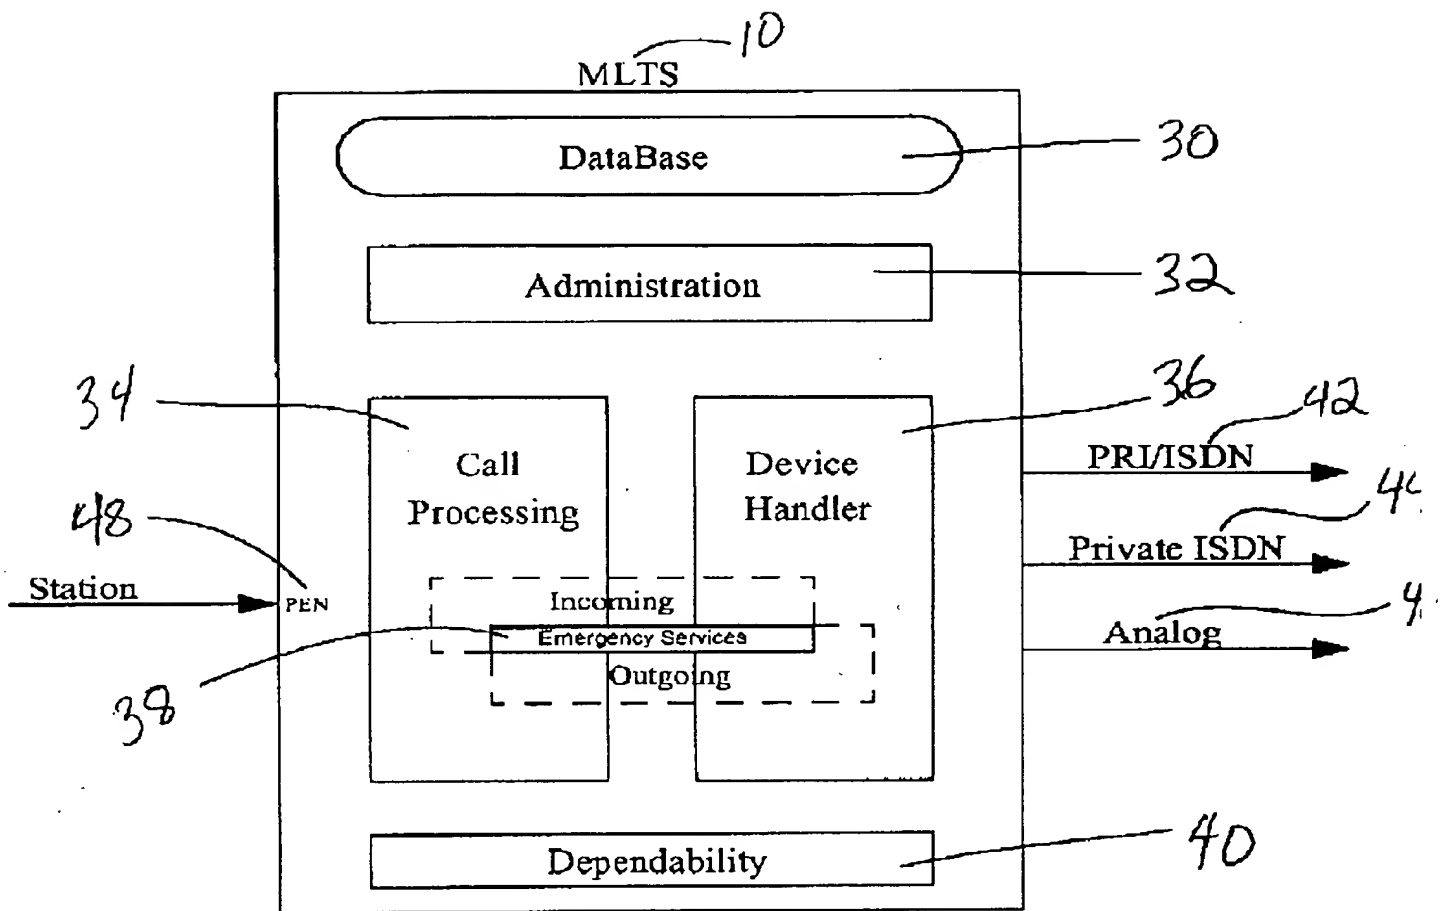 10
MLTS
DataBase
30
Administration
32
34
36
42
Call
Processing
Device
Handler
PRI/ISDN
48
Private ISDN
Station
PEN
Incoming
Emergency Services
Analog
Outgoing
38
40
Dependability